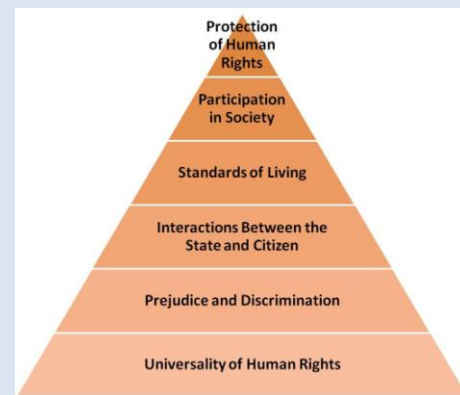 Protection
of Human
Rights
Participation
in Society
Standards of Living
Interactions Between the
State and Citizen
Prejudice and Discrimination
Universality of Human Rights